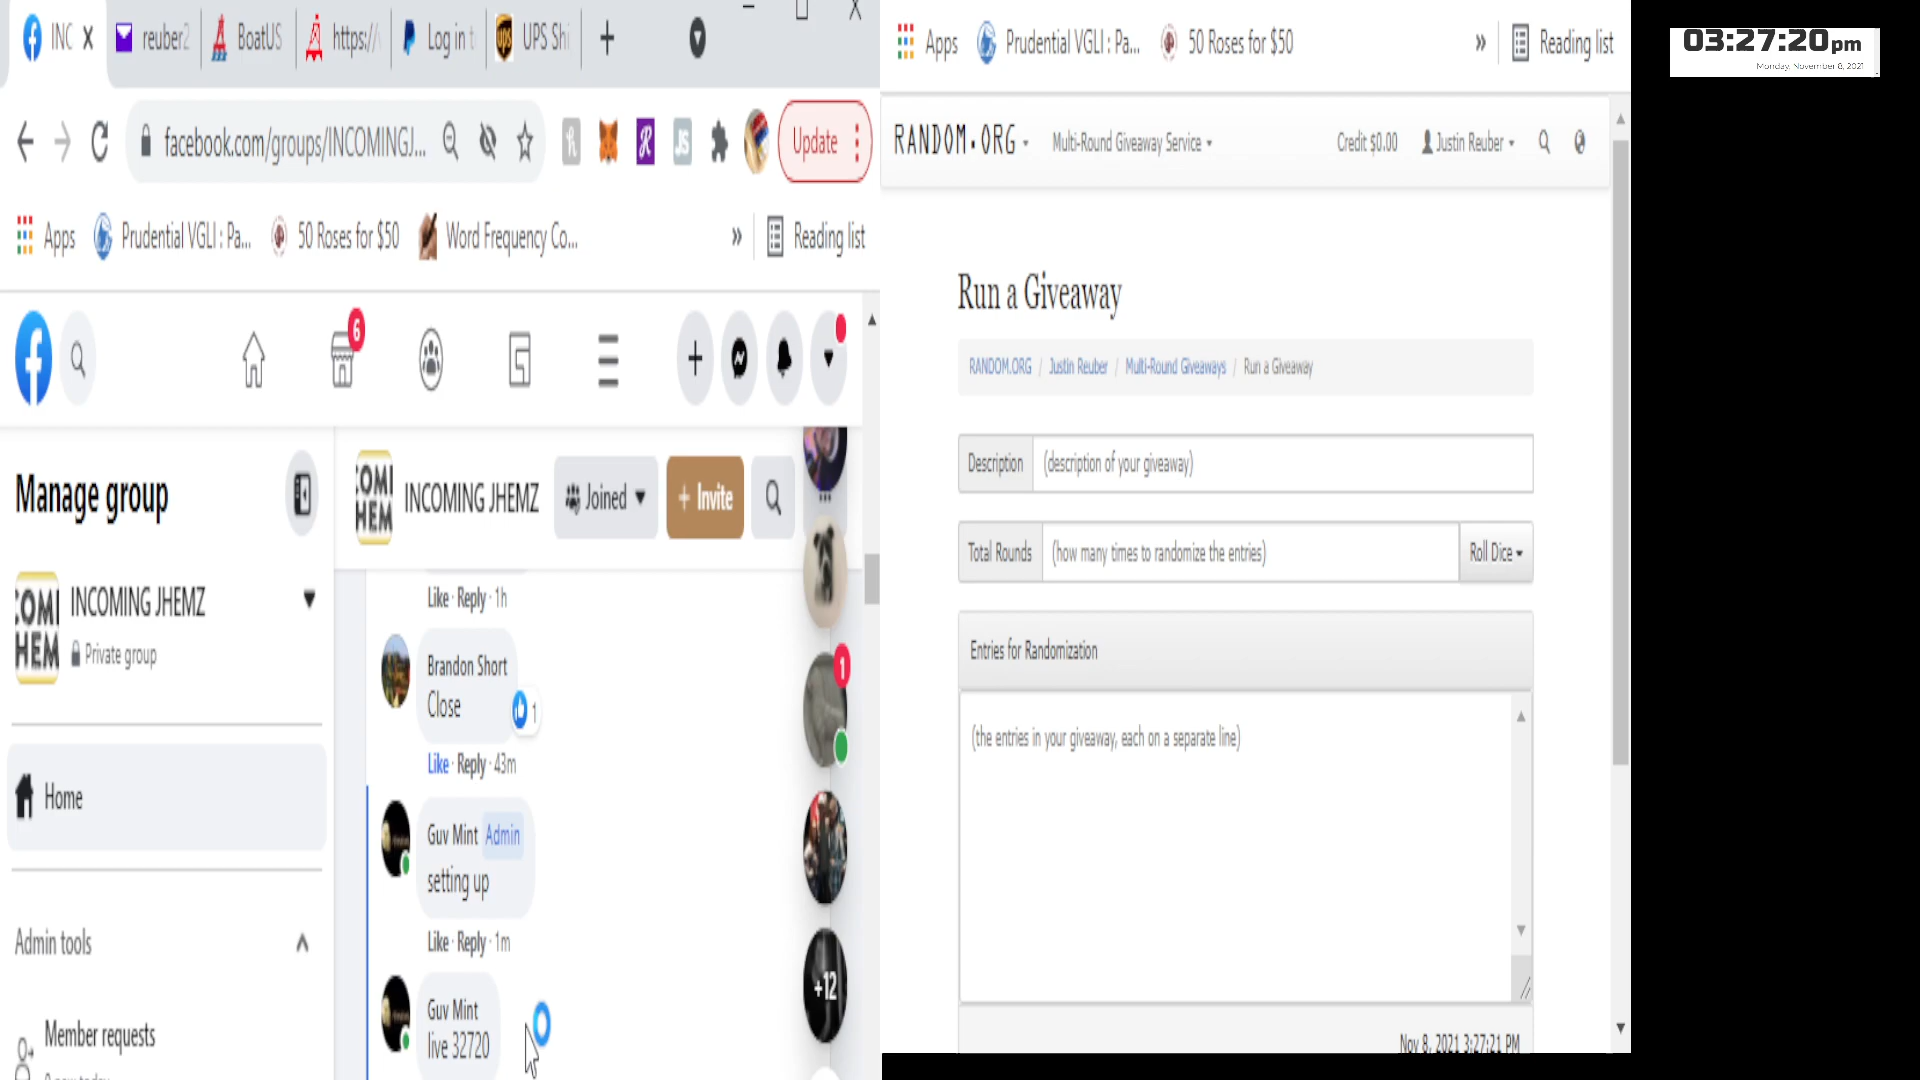 INC
reuber2
BoatUS
https://
Log in t
UPS Shi
facebook.com/groups/INCOMINGJ...
Update
Apps
Prudential VGLI : Pa...
50 Roses for $50
Word Frequency Co...
»
Reading list
6
Manage group
INCOMING JHEMZ
Joined
+ Invite
COMI
HEM
INCOMING JHEMZ
Private group
Home
Admin tools
Member requests
Like · Reply · 1h
Brandon Short
Close
1
Like · Reply · 43m
Guv Mint Admin
setting up
Like · Reply · 1m
Guv Mint
live 32720
1
+12
Apps
Prudential VGLI : Pa...
50 Roses for $50
»
Reading list
RANDOM.ORG
Multi-Round Giveaway Service
Credit $0.00
Justin Reuber
Run a Giveaway
RANDOM.ORG / Justin Reuber / Multi-Round Giveaways / Run a Giveaway
Description
(description of your giveaway)
Total Rounds
(how many times to randomize the entries)
Roll Dice
Entries for Randomization
(the entries in your giveaway, each on a separate line)
Nov 8, 2021 3:27:21 PM
03:27:20pm
Monday, November 8, 2021